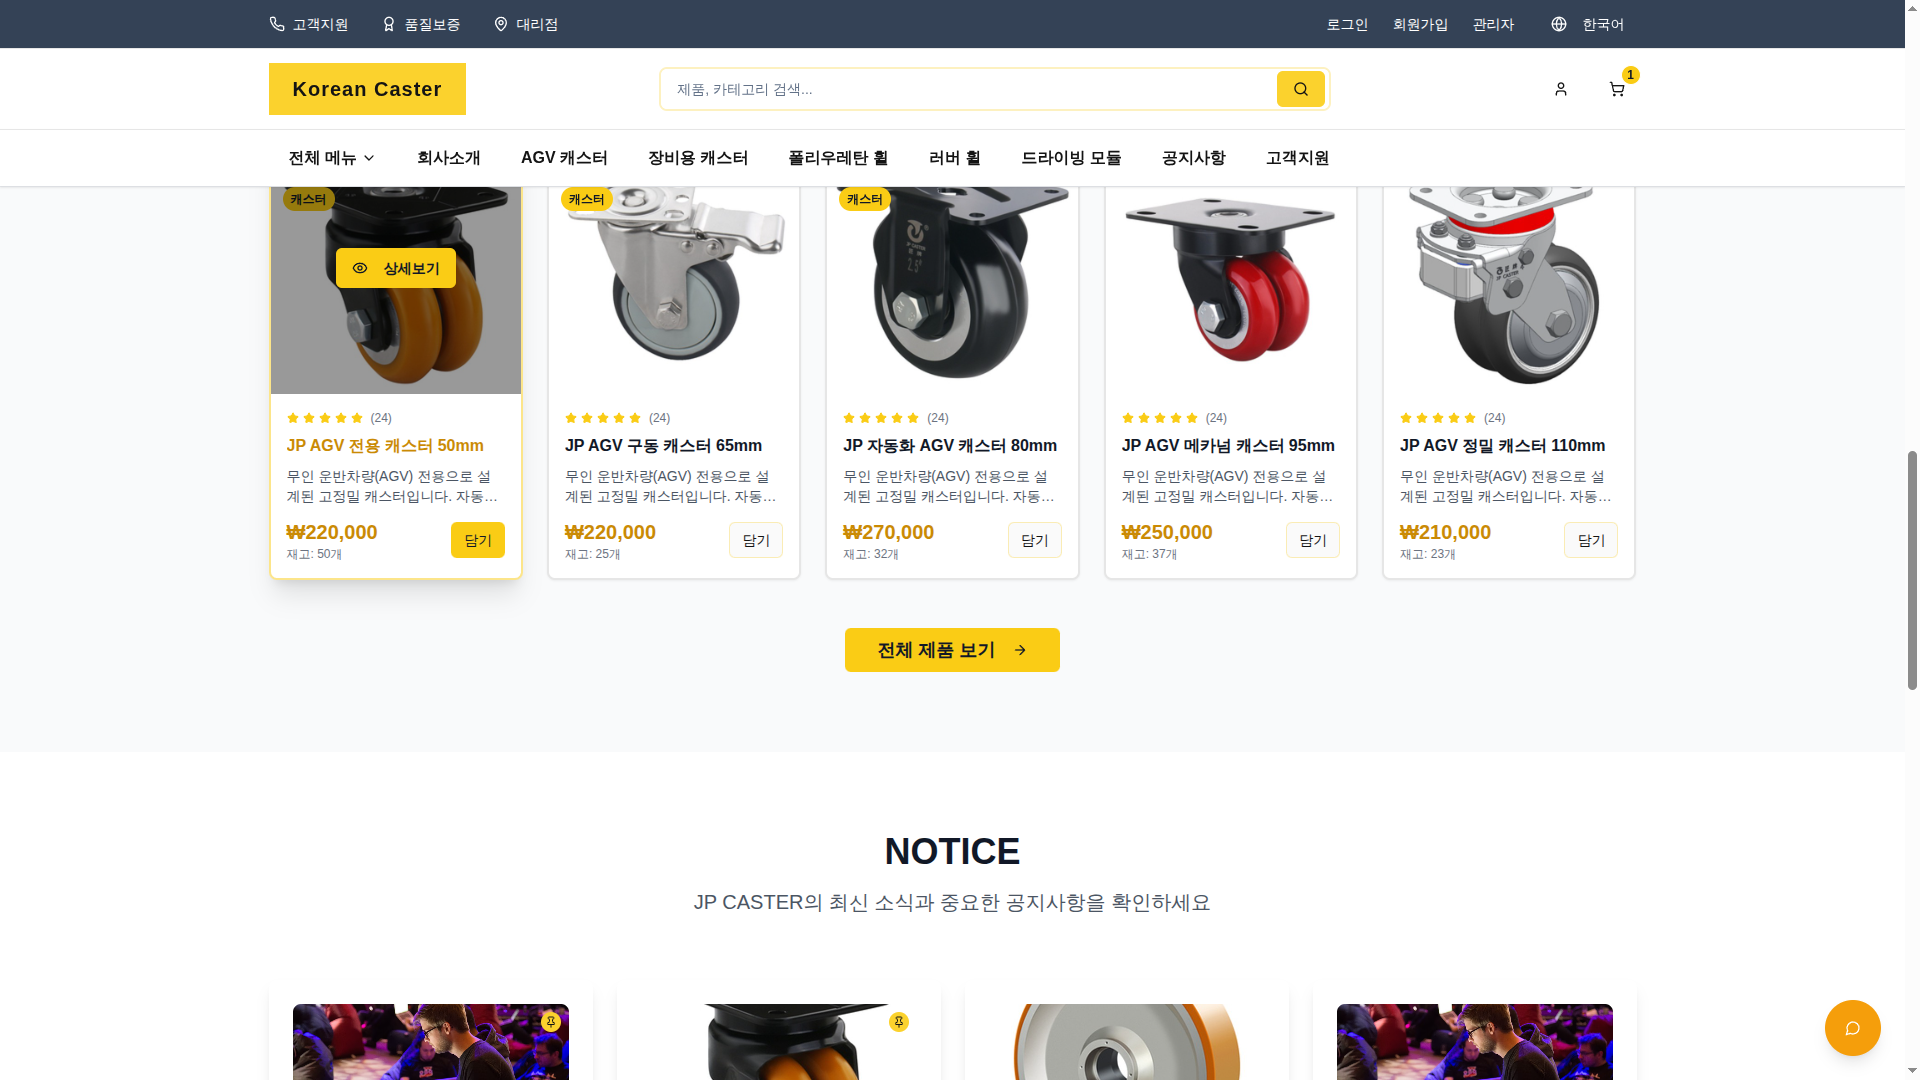 고객지원 품질보증 대리점 로그인 회원가입 관리자 한국어
Korean Caster 제품, 카테고리 검색... 1
전체 메뉴 회사소개 AGV 캐스터 장비용 캐스터 폴리우레탄 휠 러버 휠 드라이빙 모듈 공지사항 고객지원
캐스터 캐스터 캐스터
상세보기
2.5"
JP CASTER
(24) (24) (24) (24) (24)
JP AGV 전용 캐스터 50mm JP AGV 구동 캐스터 65mm JP 자동화 AGV 캐스터 80mm JP AGV 메카넘 캐스터 95mm JP AGV 정밀 캐스터 110mm
무인 운반차량(AGV) 전용으로 설 무인 운반차량(AGV) 전용으로 설 무인 운반차량(AGV) 전용으로 설 무인 운반차량(AGV) 전용으로 설 무인 운반차량(AGV) 전용으로 설
계된 고정밀 캐스터입니다. 자동... 계된 고정밀 캐스터입니다. 자동... 계된 고정밀 캐스터입니다. 자동... 계된 고정밀 캐스터입니다. 자동... 계된 고정밀 캐스터입니다. 자동...
₩220,000 담기 ₩220,000 담기 ₩270,000 담기 ₩250,000 담기 ₩210,000 담기
재고: 50개 재고: 25개 재고: 32개 재고: 37개 재고: 23개
전체 제품 보기
NOTICE
JP CASTER의 최신 소식과 중요한 공지사항을 확인하세요